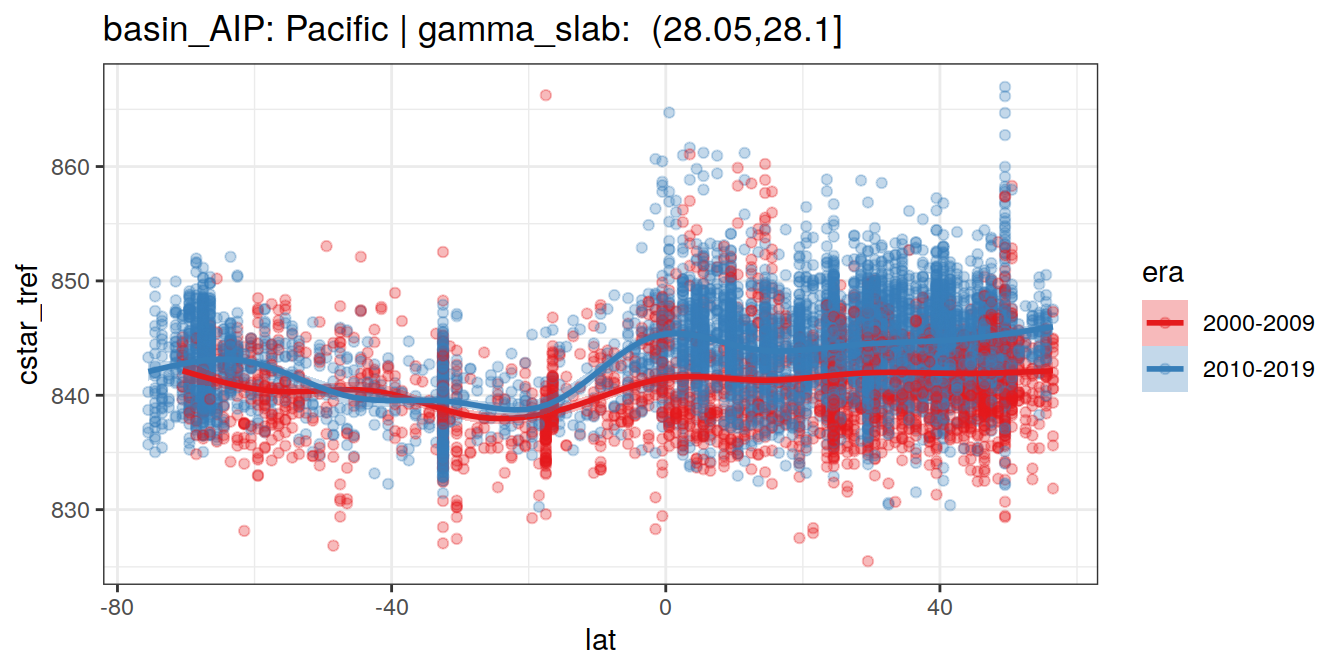 basin_AIP: Pacific | gamma_slab:  (28.05,28.1]
cstar_tref
860
850
840
830
-80
-40
0
40
lat
era
2000-2009
2010-2019